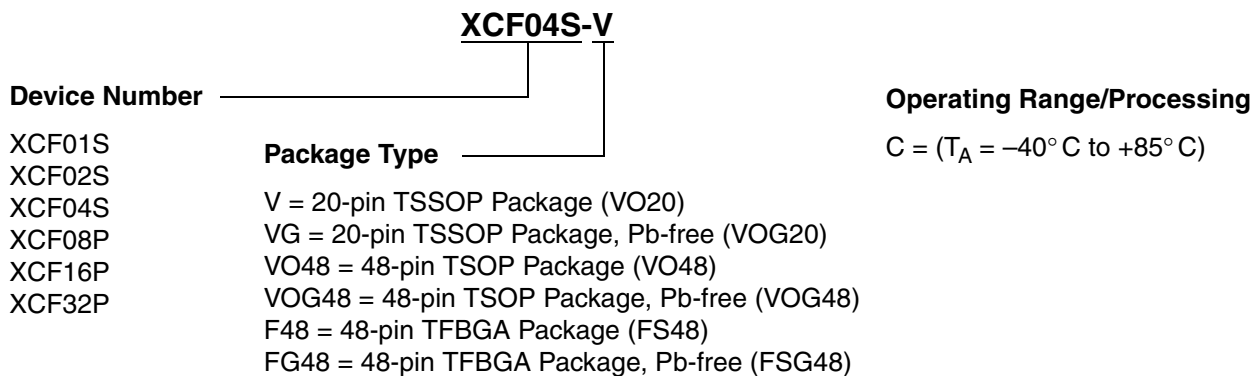 XCF04S-V
Device Number
XCF01S
XCF02S
XCF04S
XCF08P
XCF16P
XCF32P
Package Type
V = 20-pin TSSOP Package (VO20)
VG = 20-pin TSSOP Package, Pb-free (VOG20)
VO48 = 48-pin TSOP Package (VO48)
VOG48 = 48-pin TSOP Package, Pb-free (VOG48)
F48 = 48-pin TFBGA Package (FS48)
FG48 = 48-pin TFBGA Package, Pb-free (FSG48)
Operating Range/Processing
C = (TA = –40° C to +85° C)